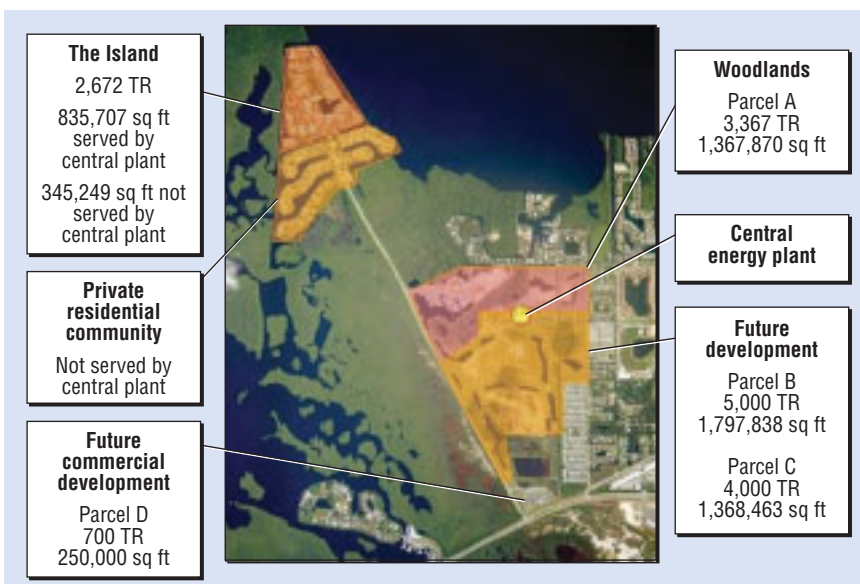 The Island
2,672 TR
835,707 sq ft
served by
central plant
345,249 sq ft not
served by
central plant
Private
residential
community
Not served by
central plant
Future
commercial
development
Parcel D
700 TR
250,000 sq ft
Woodlands
Parcel A
3,367 TR
1,367,870 sq ft
Central
energy plant
Future
development
Parcel B
5,000 TR
1,797,838 sq ft
Parcel C
4,000 TR
1,368,463 sq ft